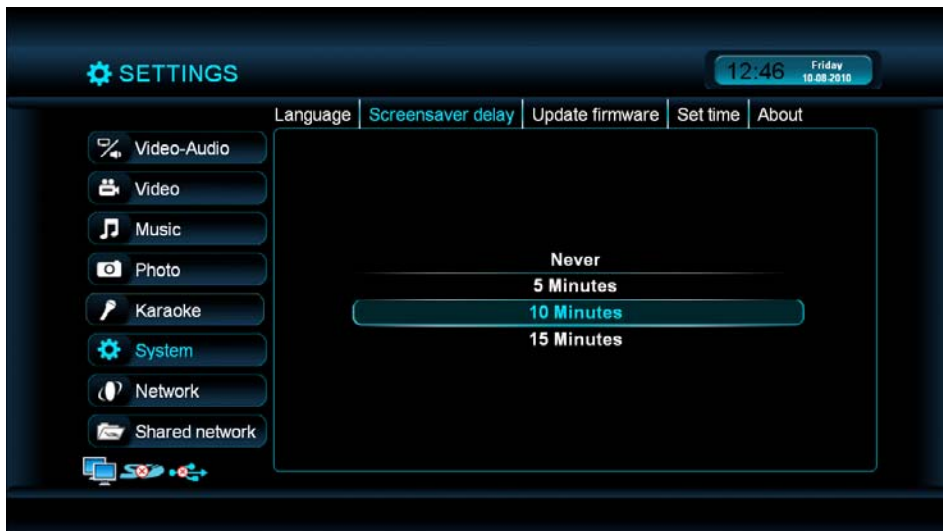 SETTINGS
12:46
Friday
10-08-2010
Language Screensaver delay Update firmware Set time About
Video-Audio
Video
Music
Photo
Karaoke
System
Network
Shared network
Never
5 Minutes
10 Minutes
15 Minutes